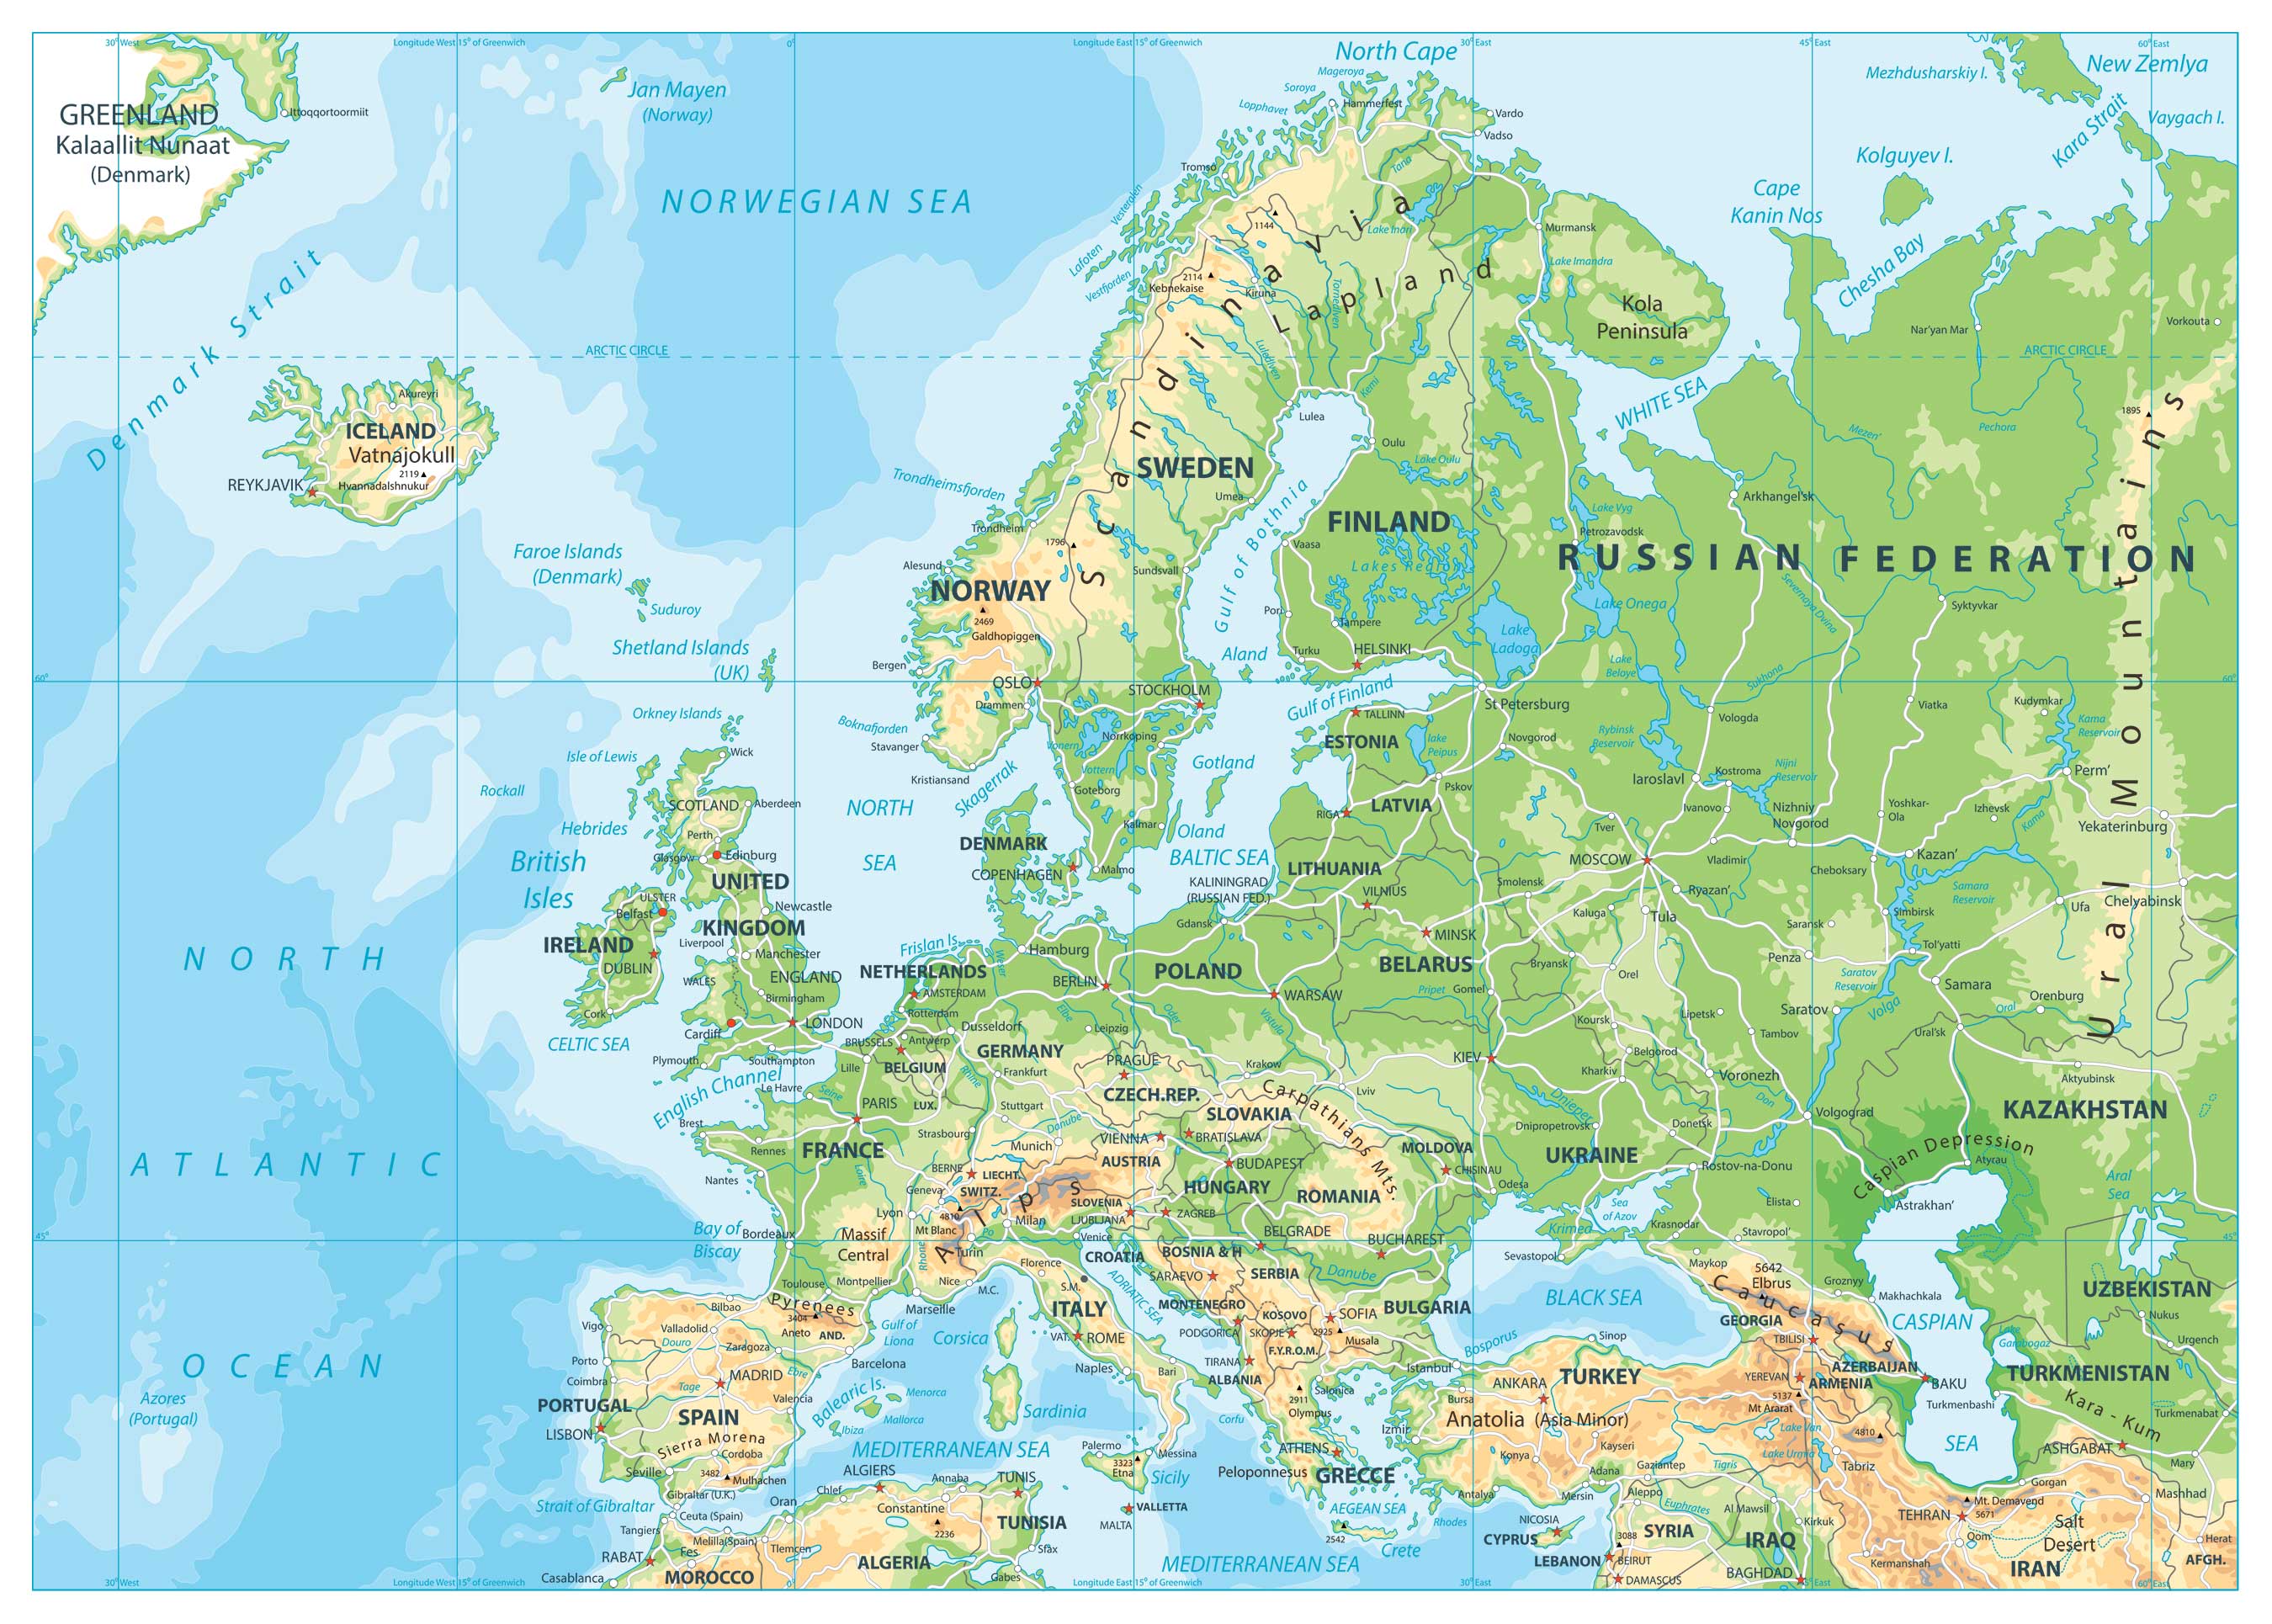 30° West
Longitude West 15° of Greenwich
0°
Longitude East 15° of Greenwich
30° East
45° East
60° East
GREENLAND
Kalaallit Nunaat
(Denmark)
Ittoqqortoormiit
Jan Mayen
(Norway)
NORWEGIAN SEA
North Cape
Mageroya
Soroya
Lopphavet
Hammerfest
Vardo
Vadso
Tana
Tromso
Mezhdusharskiy I.
New Zemlya
Kara Strait
Vaygach I.
Kolguyev I.
Cape
Kanin Nos
Chesha Bay
Vesteralen
Lofoten
Vestfjorden
1144
2114
Kebnekaise
Kiruna
Lake Inari
Scandinavia
Lapland
Tornediven
Lulediven
Kemi
Murmansk
Lake Imandra
Kola
Peninsula
Nar'yan Mar
Vorkouta
Denmark Strait
ARCTIC CIRCLE
ARCTIC CIRCLE
Akureyri
ICELAND
Vatnajokull
2119
Hvannadalshnukur
REYKJAVIK
WHITE SEA
Mezen'
Pechora
1895
Lulea
Oulu
Lake Oulu
SWEDEN
Umea
Trondheimsfjorden
Trondheim
1796
Gulf of Bothnia
FINLAND
Vaasa
Lakes Region
Arkhangel'sk
Lake Vyg
Petrozavodsk
RUSSIAN FEDERATION
Ural Mountains
Faroe Islands
(Denmark)
Suduroy
Alesund
Sundsvall
NORWAY
2469
Galdhopiggen
Pori
Tampere
Lake Onega
Severnaya Dvina
Syktyvkar
Shetland Islands
(UK)
Bergen
Aland
Turku
HELSINKI
Lake
Ladoga
Lake
Beloye
Sukhona
60°
60°
OSLO
Drammen
STOCKHOLM
Gulf of Finland
TALLINN
St Petersburg
Vologda
Viatka
Kudymkar
Kama
Reservoir
Orkney Islands
Boknafjorden
Stavanger
Vonern
Norrkoping
ESTONIA
lake
Peipus
Novgorod
Rybinsk
Reservoir
Isle of Lewis
Wick
Kristiansand
Skagerrak
Vottern
Gotland
Goteborg
Pskov
Iaroslavl
Kostroma
Nijni
Reservoir
Perm'
Rockall
SCOTLAND
Aberdeen
NORTH
SEA
LATVIA
RIGA
Ivanovo
Nizhniy
Novgorod
Yoshkar-
Ola
Izhevsk
Kama
Yekaterinburg
Hebrides
Perth
Glasgow
Edinburg
DENMARK
COPENHAGEN
Kalmar
Oland
BALTIC SEA
Malmo
Tver
MOSCOW
Vladimir
Cheboksary
Kazan'
British
Isles
UNITED
KINGDOM
KALININGRAD
(RUSSIAN FED.)
LITHUANIA
VILNIUS
Smolensk
Ryazan'
Samara
Reservoir
ULSTER
Belfast
Newcastle
Gdansk
Kaluga
Tula
Saransk
Simbirsk
Ufa
Chelyabinsk
IRELAND
DUBLIN
Liverpool
Manchester
Frislan Is.
Weser
Hamburg
MINSK
BELARUS
Bryansk
Orel
Penza
Tol'yatti
NORTH
ATLANTIC
OCEAN
WALES
ENGLAND
Birmingham
NETHERLANDS
AMSTERDAM
BERLIN
POLAND
WARSAW
Pripet
Gomel
Saratov
Reservoir
Samara
Orenburg
Cork
Cardiff
LONDON
Rotterdam
Dusseldorf
Elbe
Leipzig
Oder
Vistula
Koursk
Lipetsk
Tambov
Saratov
Volga
Oral
Ural'sk
CELTIC SEA
Plymouth
Southampton
BRUSSELS
Antwerp
Lille
BELGIUM
GERMANY
PRAGUE
Krakow
KIEV
Belgorod
Kharkiv
Voronezh
Aktyubinsk
English Channel
Le Havre
Seine
PARIS
LUX.
Rhine
Frankfurt
CZECH.REP.
Lviv
Carpathians Mts.
SLOVAKIA
Dnieper
Dnipropetrovsk
Donetsk
Don
Volgograd
KAZAKHSTAN
Brest
Rennes
FRANCE
Strasbourg
Stuttgart
Danube
Munich
VIENNA
BRATISLAVA
MOLDOVA
CHISINAU
UKRAINE
Caspian Depression
Atyrau
Nantes
Loire
BERNE
LIECHT.
AUSTRIA
BUDAPEST
HUNGARY
ROMANIA
Odesa
Rostov-na-Donu
Elista
Astrakhan'
Aral
Sea
Geneva
SWITZ.
Alps
SLOVENIA
LJUBLJANA
ZAGREB
Sea
of Azov
Lyon
4810
Mt Blanc
Milan
Krimea
Krasnodar
Stavropol'
45°
45°
Bay of
Biscay
Bordeaux
Massif
Central
Rhone
Turin
Po
Venice
CROATIA
BOSNIA & H
BELGRADE
BUCHAREST
Sevastopol
Maykop
5642
Elbrus
Groznyy
Makhachkala
Toulouse
Montpellier
Nice
M.C.
Florence
S.M.
ADRIATIC SEA
SARAEVO
SERBIA
Danube
Caucasus
UZBEKISTAN
Bilbao
Pyrenees
3404
Aneto
AND.
Marseille
Gulf of
Liona
Corsica
ITALY
MONTENEGRO
KOSOVO
SOFIA
BULGARIA
BLACK SEA
GEORGIA
TBILISI
CASPIAN
SEA
Nukus
Urgench
Vigo
Valladolid
Douro
Zaragoza
VAT.
ROME
PODGORICA
SKOPJE
2925
Musala
F.Y.R.O.M.
Bosporus
Sinop
Lake
Garabogaz
Porto
Coimbra
Tage
MADRID
Ebre
Barcelona
Naples
Bari
TIRANA
ALBANIA
Istanbul
TURKEY
ANKARA
YEREVAN
AZERBAIJAN
ARMENIA
BAKU
TURKMENISTAN
Valencia
Balearic Is.
Menorca
Mallorca
Ibiza
Sardinia
Salonica
2911
Olympus
Bursa
5137
Mt Ararat
Turkmenbashi
Kara - Kum
Turkmenabat
PORTUGAL
LISBON
SPAIN
Sierra Morena
Cordoba
Corfu
Anatolia (Asia Minor)
Izmir
Lake Van
4810
Azores
(Portugal)
MEDITERRANEAN SEA
Palermo
Messina
ATHENS
Konya
Kayseri
Lake Urmia
Tabriz
ASHGABAT
Mary
Seville
3482
Mulhachen
ALGIERS
Annaba
TUNIS
3323
Etna
Sicily
Peloponnesus
GRECCE
Adana
Gaziantep
Tigris
Gorgan
Mashhad
Gibraltar (U.K.)
Strait of Gibraltar
Ceuta (Spain)
Oran
Chlef
Constantine
2236
VALLETTA
MALTA
AEGEAN SEA
Rhodes
Antalya
Mersin
Aleppo
Euphrates
Al Mawsil
Kirkuk
TEHRAN
Mt. Demavend
5671
Tangiers
Melilla(Spain)
Tlemcen
TUNISIA
Sfax
2542
Crete
NICOSIA
CYPRUS
3088
SYRIA
IRAQ
Qom
Salt
Desert
Herat
RABAT
Fes
MOROCCO
ALGERIA
Gabes
MEDITERRANEAN SEA
LEBANON
BEIRUT
DAMASCUS
BAGHDAD
Kermanshah
IRAN
AFGH.
Casablanca
30° West
Longitude West 15° of Greenwich
0°
Longitude East 15° of Greenwich
30° East
45° East
60° East